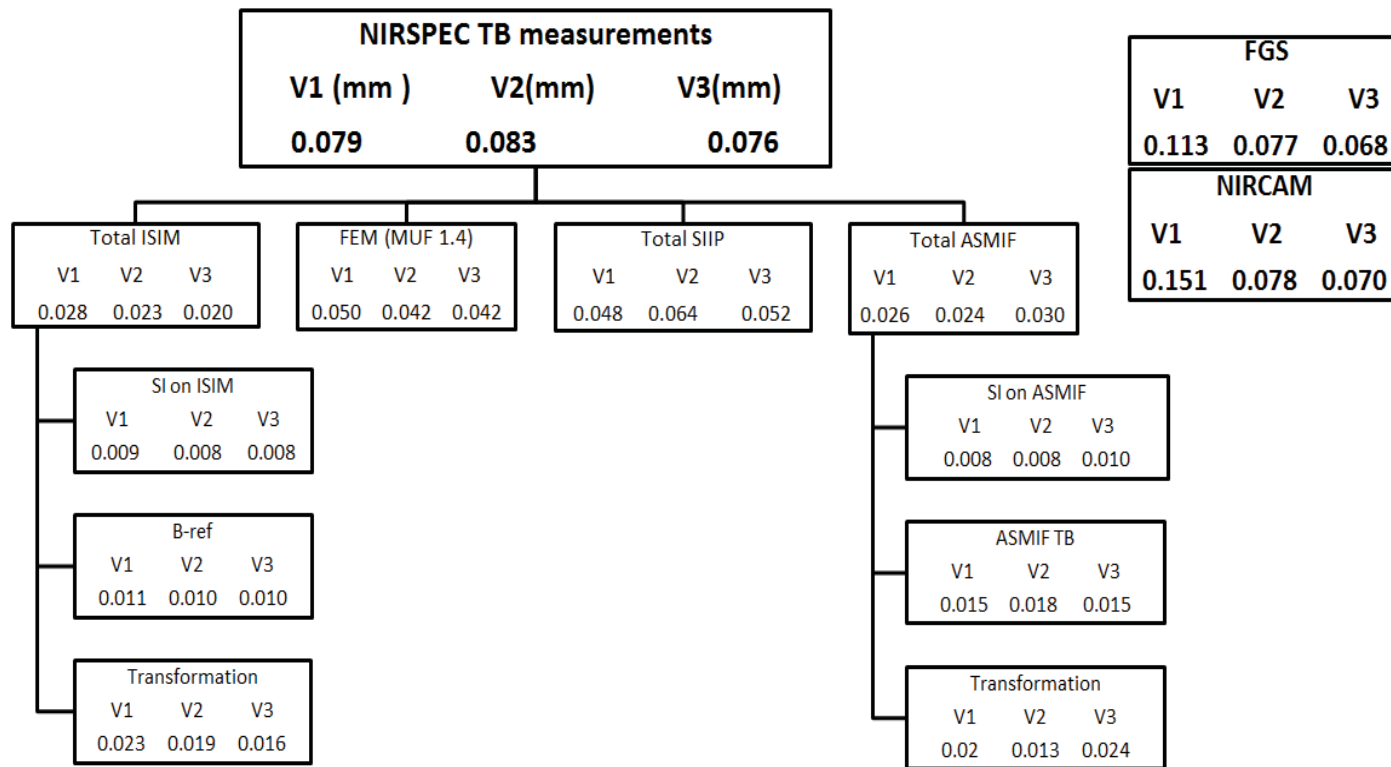 NIRSPEC TB measurements
V1 (mm ) V2(mm) V3(mm)
0.079 0.083 0.076
FGS
V1 V2 V3
0.113 0.077 0.068
NIRCAM
V1 V2 V3
0.151 0.078 0.070
Total ISIM
V1 V2 V3
0.028 0.023 0.020
FEM (MUF 1.4)
V1 V2 V3
0.050 0.042 0.042
Total SIIP
V1 V2 V3
0.048 0.064 0.052
Total ASMIF
V1 V2 V3
0.026 0.024 0.030
SI on ISIM
V1 V2 V3
0.009 0.008 0.008
B-ref
V1 V2 V3
0.011 0.010 0.010
Transformation
V1 V2 V3
0.023 0.019 0.016
SI on ASMIF
V1 V2 V3
0.008 0.008 0.010
ASMIF TB
V1 V2 V3
0.015 0.018 0.015
Transformation
V1 V2 V3
0.02 0.013 0.024